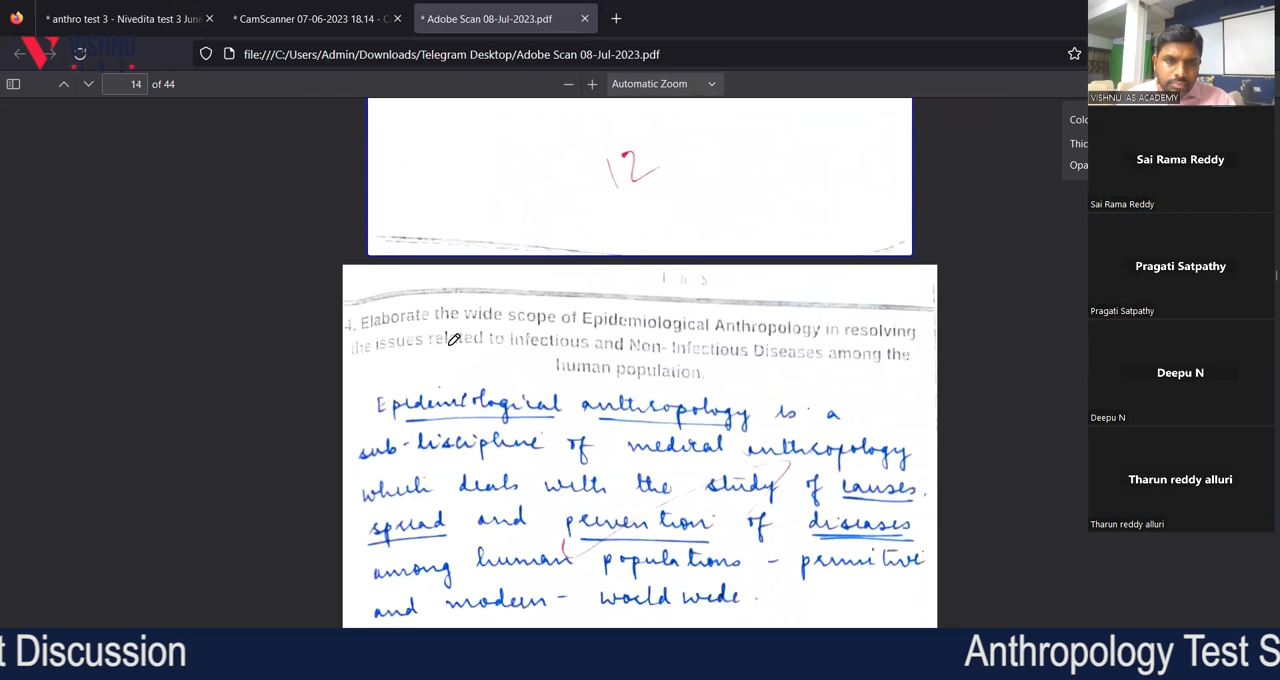 * anthro test 3 - Nivedita test 3 June
* CamScanner 07-06-2023 18.14 - C
* Adobe Scan 08-Jul-2023.pdf
VISHNU
IAS
file:///C:/Users/Admin/Downloads/Telegram Desktop/Adobe Scan 08-Jul-2023.pdf
14 of 44
Automatic Zoom
Colo
Thic
Opa
12
4. Elaborate the wide scope of Epidemiological Anthropology in resolving
the issues related to Infectious and Non- Infectious Diseases among the
human population.
Epidemiological anthropology is a
sub-discipline of medical anthropology
which deals with the study of causes,
spread and prevention of diseases
among human populations - primitive
and modern - world wide.
VISHNU IAS ACADEMY
Sai Rama Reddy
Sai Rama Reddy
Pragati Satpathy
Pragati Satpathy
Deepu N
Deepu N
Tharun reddy alluri
Tharun reddy alluri
t Discussion
Anthropology Test S